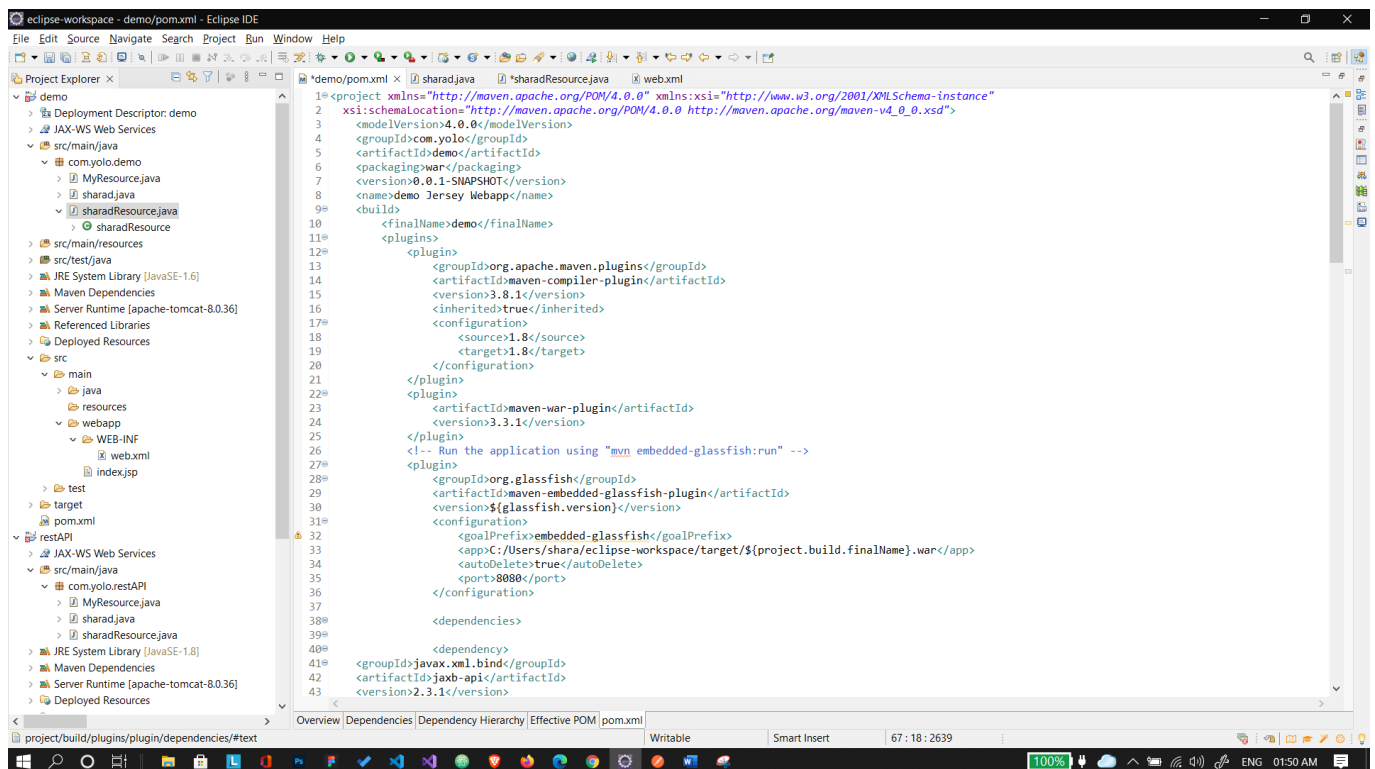 eclipse-workspace - demo/pom.xml - Eclipse IDE
File Edit Source Navigate Search Project Run Window Help
Project Explorer
demo
Deployment Descriptor: demo
JAX-WS Web Services
src/main/java
com.yolo.demo
MyResource.java
sharad.java
sharadResource.java
sharadResource
src/main/resources
src/test/java
JRE System Library [JavaSE-1.6]
Maven Dependencies
Server Runtime [apache-tomcat-8.0.36]
Referenced Libraries
Deployed Resources
src
main
java
resources
webapp
WEB-INF
web.xml
index.jsp
test
target
pom.xml
restAPI
JAX-WS Web Services
src/main/java
com.yolo.restAPI
MyResource.java
sharad.java
sharadResource.java
JRE System Library [JavaSE-1.8]
Maven Dependencies
Server Runtime [apache-tomcat-8.0.36]
Deployed Resources
*demo/pom.xml sharad.java *sharadResource.java web.xml
1 <project xmlns="http://maven.apache.org/POM/4.0.0" xmlns:xsi="http://www.w3.org/2001/XMLSchema-instance"
2 xsi:schemaLocation="http://maven.apache.org/POM/4.0.0 http://maven.apache.org/maven-v4_0_0.xsd">
3 <modelVersion>4.0.0</modelVersion>
4 <groupId>com.yolo</groupId>
5 <artifactId>demo</artifactId>
6 <packaging>war</packaging>
7 <version>0.0.1-SNAPSHOT</version>
8 <name>demo Jersey Webapp</name>
9 <build>
10 <finalName>demo</finalName>
11 <plugins>
12 <plugin>
13 <groupId>org.apache.maven.plugins</groupId>
14 <artifactId>maven-compiler-plugin</artifactId>
15 <version>3.8.1</version>
16 <inherited>true</inherited>
17 <configuration>
18 <source>1.8</source>
19 <target>1.8</target>
20 </configuration>
21 </plugin>
22 <plugin>
23 <artifactId>maven-war-plugin</artifactId>
24 <version>3.3.1</version>
25 </plugin>
26 <!-- Run the application using "mvn embedded-glassfish:run" -->
27 <plugin>
28 <groupId>org.glassfish</groupId>
29 <artifactId>maven-embedded-glassfish-plugin</artifactId>
30 <version>${glassfish.version}</version>
31 <configuration>
32 <goalPrefix>embedded-glassfish</goalPrefix>
33 <app>C:/Users/shara/eclipse-workspace/target/${project.build.finalName}.war</app>
34 <autoDelete>true</autoDelete>
35 <port>8080</port>
36 </configuration>
37
38 <dependencies>
39
40 <dependency>
41 <groupId>javax.xml.bind</groupId>
42 <artifactId>jaxb-api</artifactId>
43 <version>2.3.1</version>
Overview Dependencies Dependency Hierarchy Effective POM pom.xml
project/build/plugins/plugin/dependencies/#text Writable Smart Insert 67 : 18 : 2639
100% ENG 01:50 AM